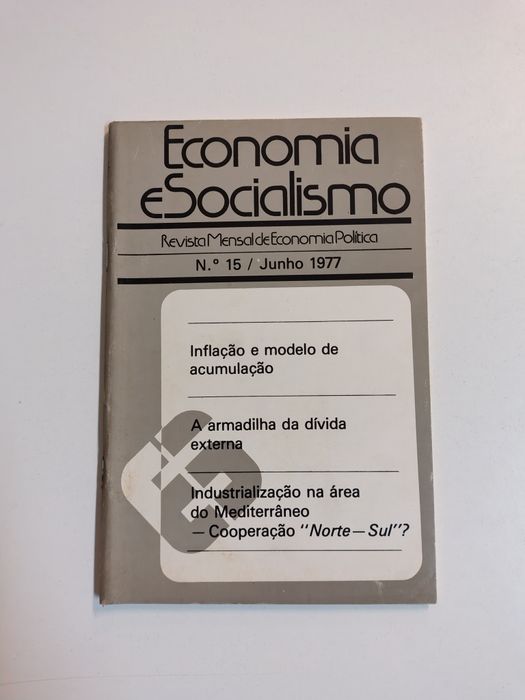 Economia
eSocialismo
Revista Mensal de Economia Política
N.º 15 / Junho 1977
Inflação e modelo de
acumulação
A armadilha da dívida
externa
Industrialização na área
do Mediterrâneo
— Cooperação "Norte—Sul"?